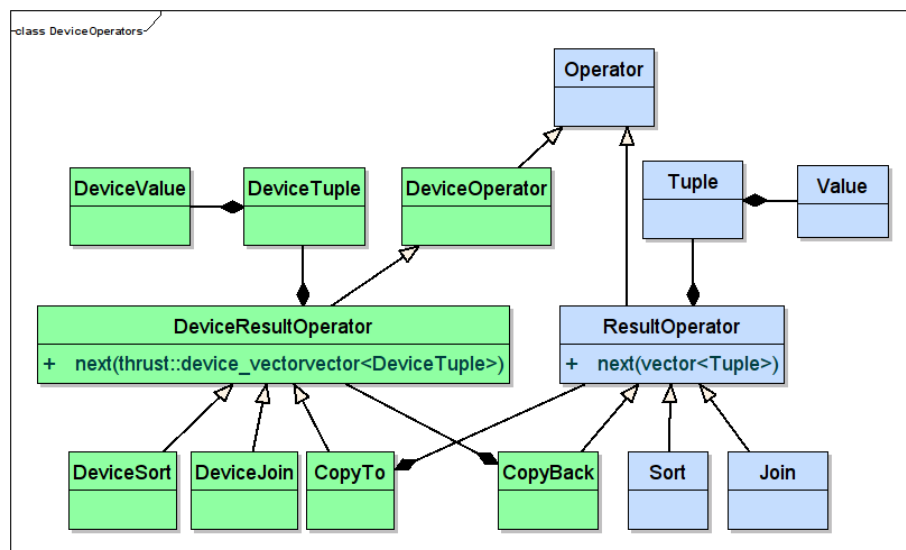 class DeviceOperators
Operator
DeviceValue
DeviceTuple
DeviceOperator
Tuple
Value
DeviceResultOperator
+ next(thrust::device_vectorvector<DeviceTuple>)
ResultOperator
+ next(vector<Tuple>)
DeviceSort
DeviceJoin
CopyTo
CopyBack
Sort
Join